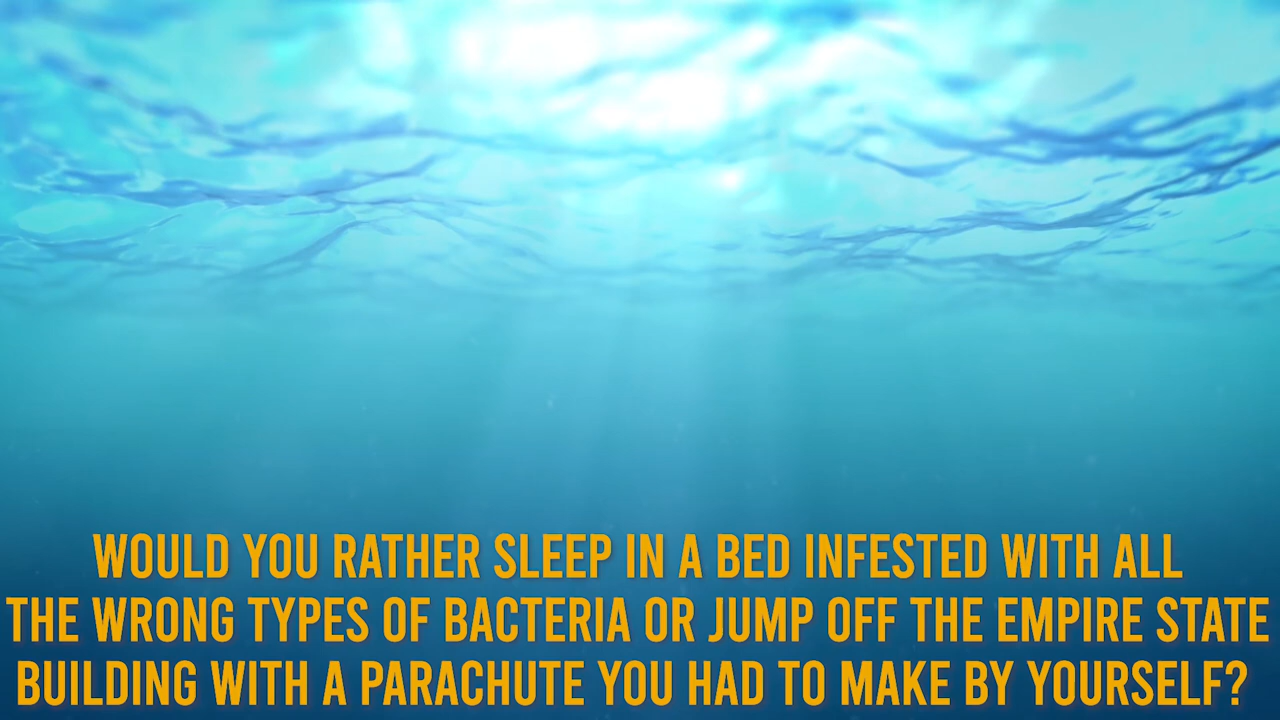 WOULD YOU RATHER SLEEP IN A BED INFESTED WITH ALL
THE WRONG TYPES OF BACTERIA OR JUMP OFF THE EMPIRE STATE
BUILDING WITH A PARACHUTE YOU HAD TO MAKE BY YOURSELF?